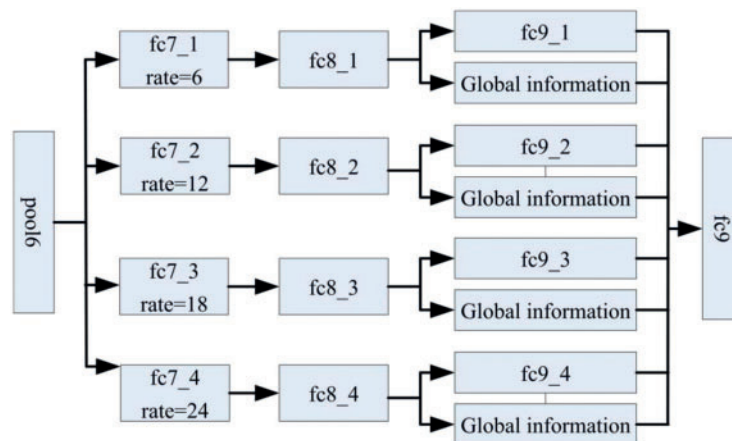 pool6
fc7_1
rate=6
fc8_1
fc9_1
Global information
fc7_2
rate=12
fc8_2
fc9_2
Global information
fc7_3
rate=18
fc8_3
fc9_3
Global information
fc7_4
rate=24
fc8_4
fc9_4
Global information
fc9